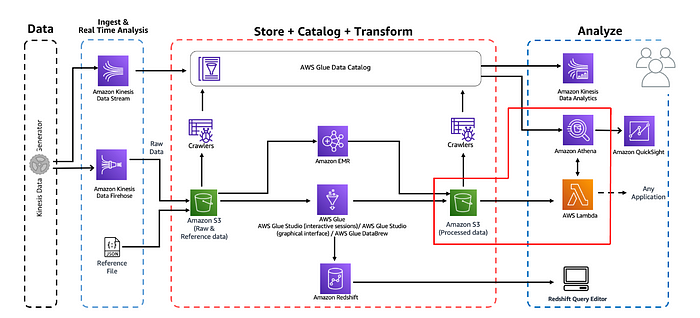 Data
Ingest &
Real Time Analysis
Store + Catalog + Transform
Analyze
Kinesis Data Generator
Amazon Kinesis
Data Stream
AWS Glue Data Catalog
Amazon Kinesis
Data Analytics
Crawlers
Crawlers
Raw
Data
Amazon EMR
Amazon Athena
Amazon QuickSight
Amazon Kinesis
Data Firehose
Amazon S3
(Raw &
Reference data)
AWS Glue
AWS Glue Studio (interactive sessions)/ AWS Glue Studio
(graphical interface) / AWS Glue DataBrew
Amazon S3
(Processed data)
AWS Lambda
Any
Application
JSON
Reference
File
Amazon Redshift
Redshift Query Editor